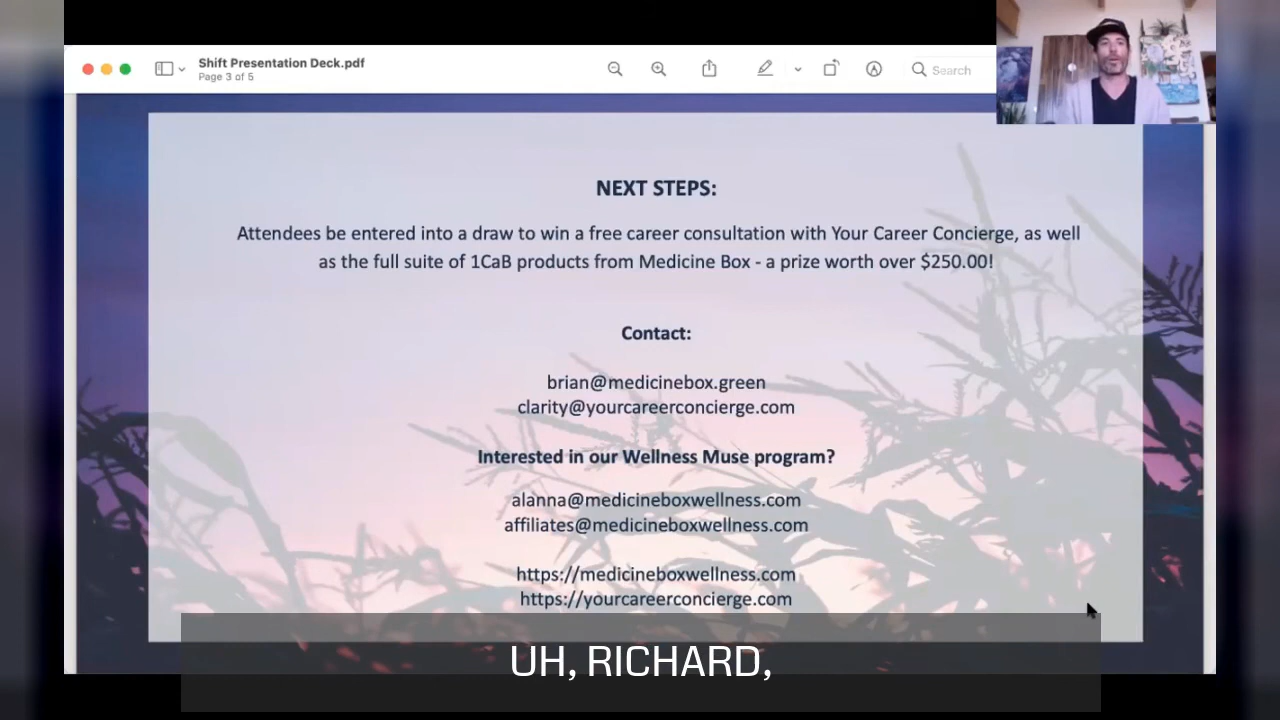 Shift Presentation Deck.pdf
Page 3 of 5
Search
NEXT STEPS:
Attendees be entered into a draw to win a free career consultation with Your Career Concierge, as well
as the full suite of 1CaB products from Medicine Box - a prize worth over $250.00!
Contact:
brian@medicinebox.green
clarity@yourcareerconcierge.com
Interested in our Wellness Muse program?
alanna@medicineboxwellness.com
affiliates@medicineboxwellness.com
https://medicineboxwellness.com
https://yourcareerconcierge.com
UH, RICHARD,